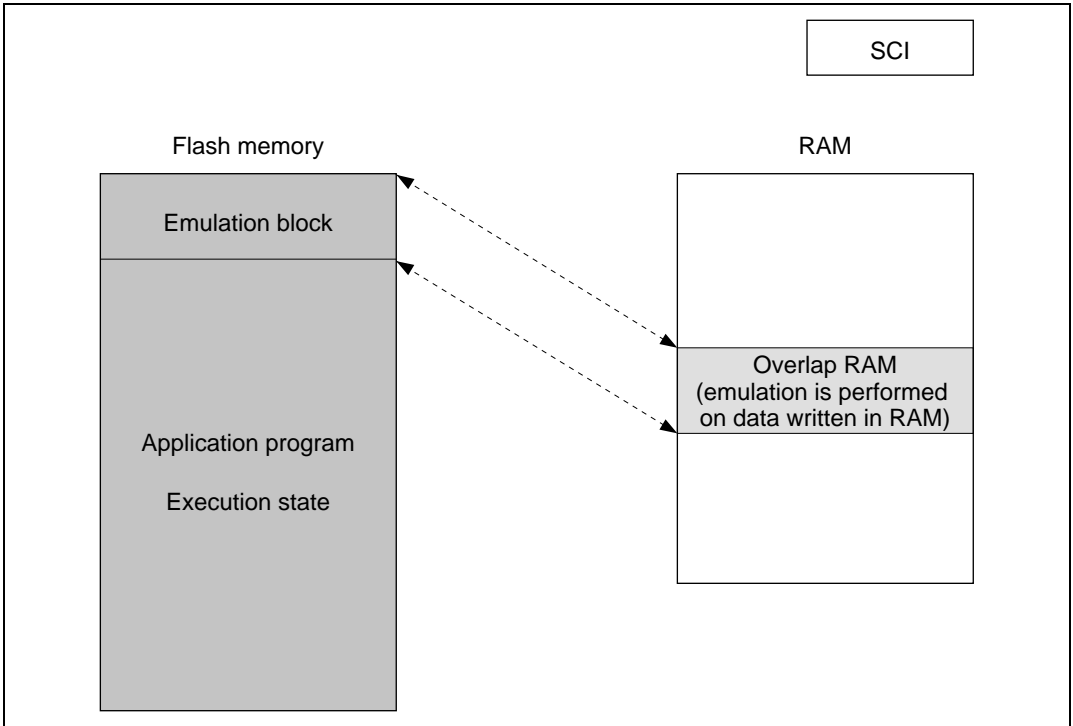 SCI
Flash memory
RAM
Emulation block
Overlap RAM
(emulation is performed
on data written in RAM)
Application program
Execution state